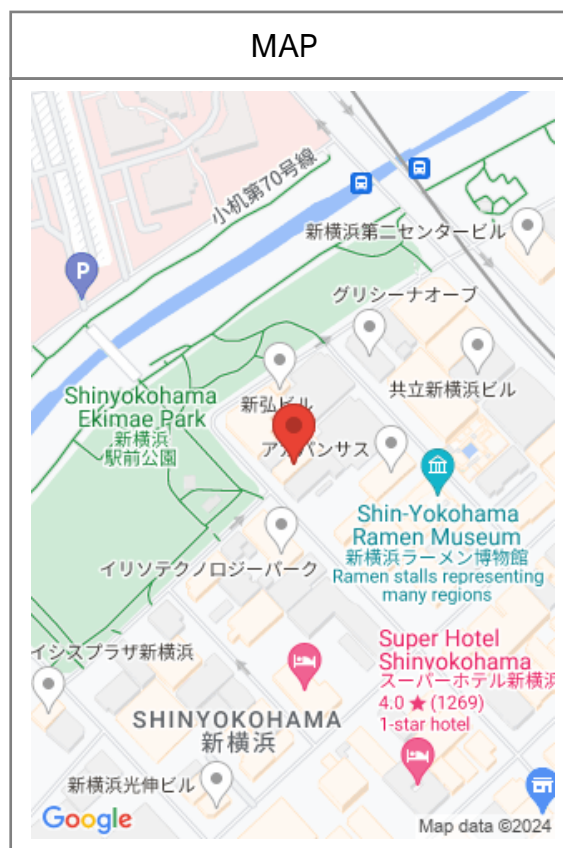 MAP
小机第70号線
新横浜第二センタービル
グリシーナオーブ
共立新横浜ビル
Shinyokohama
Ekimae Park
新横浜
駅前公園
新弘ビル
P
Shin-Yokohama
Ramen Museum
新横浜ラーメン博物館
Ramen stalls representing
many regions
イリソテクノロジーパーク
イシスプラザ新横浜
Super Hotel
Shinyokohama
スーパーホテル新横浜
4.0 ★ (1269)
1-star hotel
SHINYOKOHAMA
新横浜
新横浜光伸ビル
Google
Map data ©2024